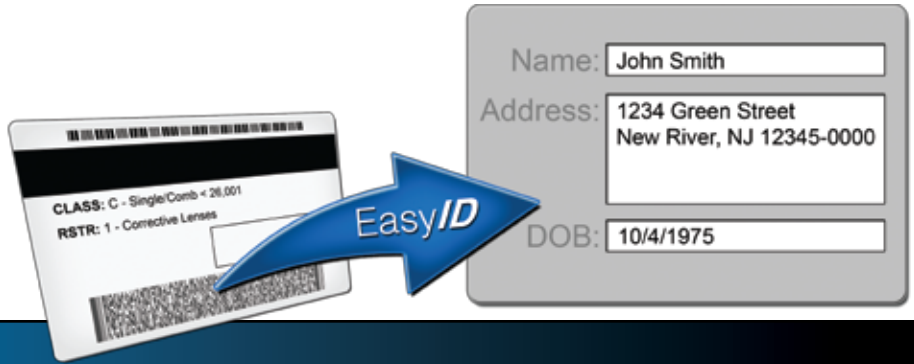 CLASS: C - Single/Comb < 26,001
RSTR: 1 - Corrective Lenses
EasyID
Name: John Smith
Address: 1234 Green Street
New River, NJ 12345-0000
DOB: 10/4/1975